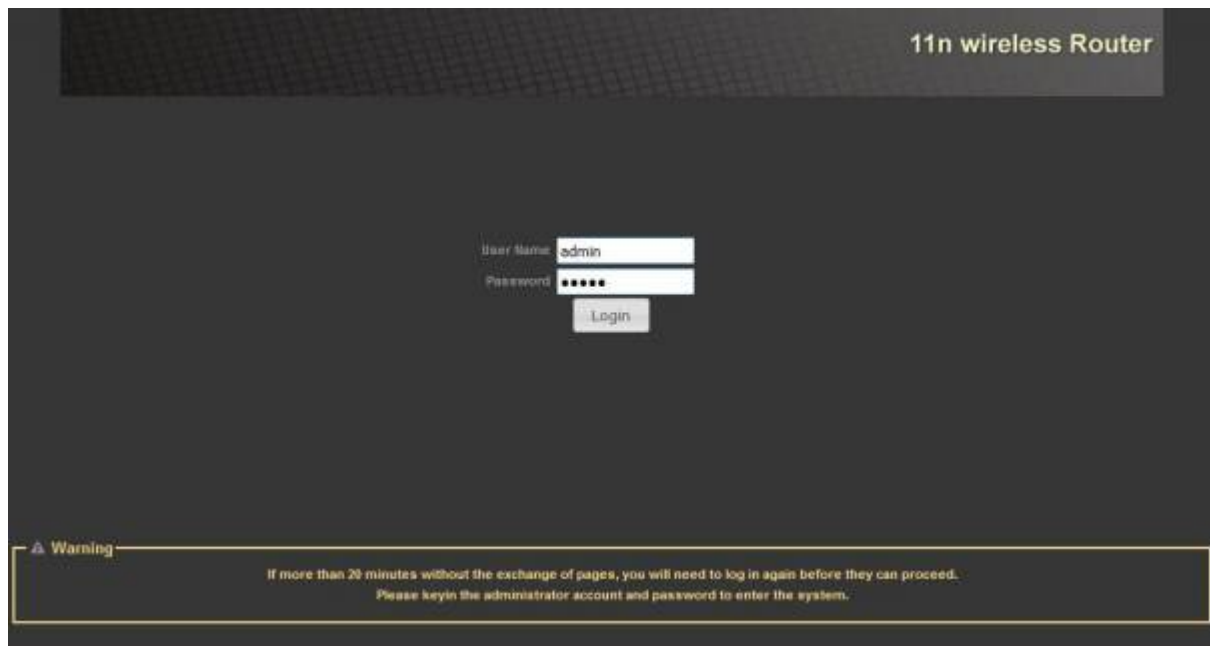 11n wireless Router
User Name admin
Password ●●●●●
Login
Warning
If more than 20 minutes without the exchange of pages, you will need to log in again before they can proceed.
Please keyin the administrator account and password to enter the system.